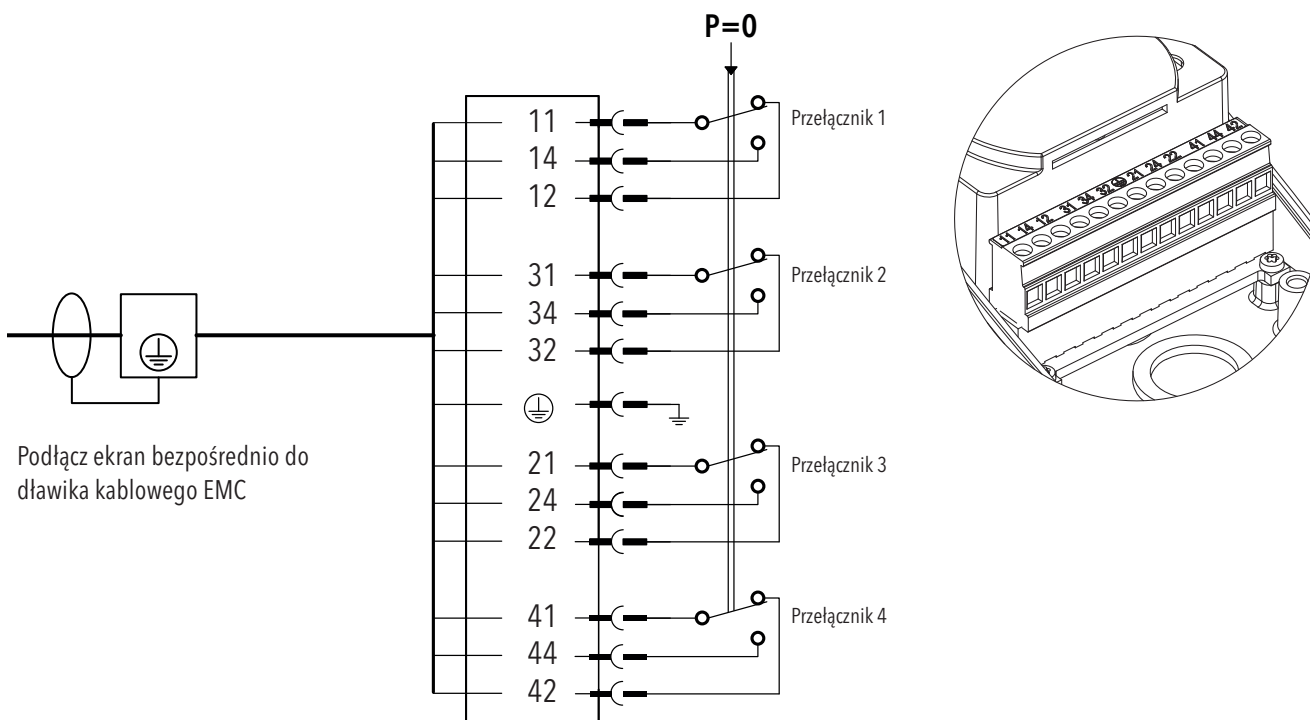 P=0
11
14
12
Przełącznik 1
31
34
32
Przełącznik 2
21
24
22
Przełącznik 3
41
44
42
Przełącznik 4
Podłącz ekran bezpośrednio do
dławika kablowego EMC
11 14 12 31 34 32 21 24 22 41 44 42